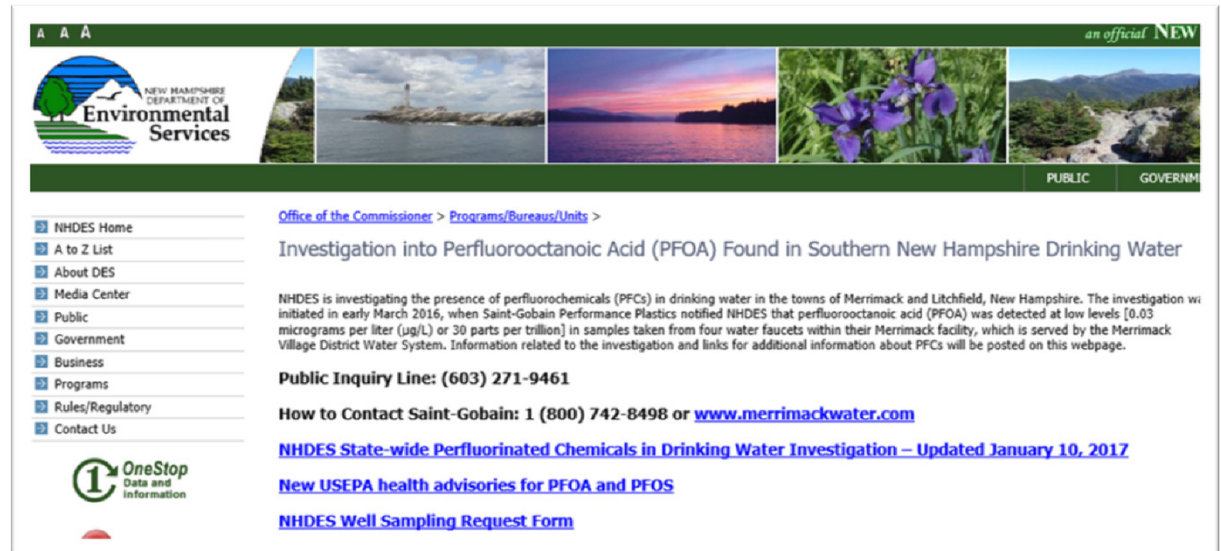 A A A
an official NEW
NEW HAMPSHIRE
DEPARTMENT OF
Environmental
Services
PUBLIC GOVERNM
NHDES Home
A to Z List
About DES
Media Center
Public
Government
Business
Programs
Rules/Regulatory
Contact Us
1 OneStop
Data and
Information
Office of the Commissioner > Programs/Bureaus/Units >
Investigation into Perfluorooctanoic Acid (PFOA) Found in Southern New Hampshire Drinking Water
NHDES is investigating the presence of perfluorochemicals (PFCs) in drinking water in the towns of Merrimack and Litchfield, New Hampshire. The investigation wa
initiated in early March 2016, when Saint-Gobain Performance Plastics notified NHDES that perfluorooctanoic acid (PFOA) was detected at low levels [0.03
micrograms per liter (µg/L) or 30 parts per trillion] in samples taken from four water faucets within their Merrimack facility, which is served by the Merrimack
Village District Water System. Information related to the investigation and links for additional information about PFCs will be posted on this webpage.
Public Inquiry Line: (603) 271-9461
How to Contact Saint-Gobain: 1 (800) 742-8498 or www.merrimackwater.com
NHDES State-wide Perfluorinated Chemicals in Drinking Water Investigation – Updated January 10, 2017
New USEPA health advisories for PFOA and PFOS
NHDES Well Sampling Request Form